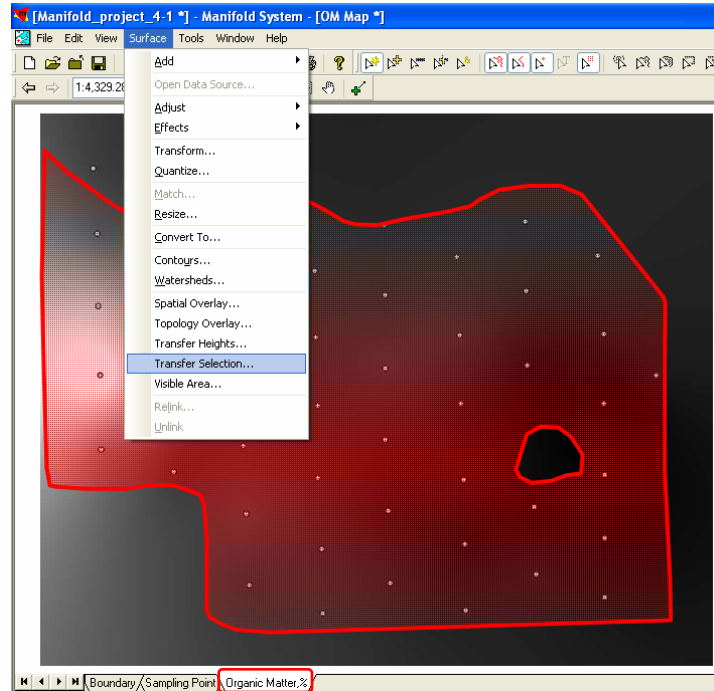 [Manifold_project_4-1 *] - Manifold System - [OM Map *]
File Edit View Surface Tools Window Help
1:4,329.28
Add
Open Data Source...
Adjust
Effects
Transform...
Quantize...
Match...
Resize...
Convert To...
Contours...
Watersheds...
Spatial Overlay...
Topology Overlay...
Transfer Heights...
Transfer Selection...
Visible Area...
Relink...
Unlink
Boundary Sampling Point Organic Matter,%